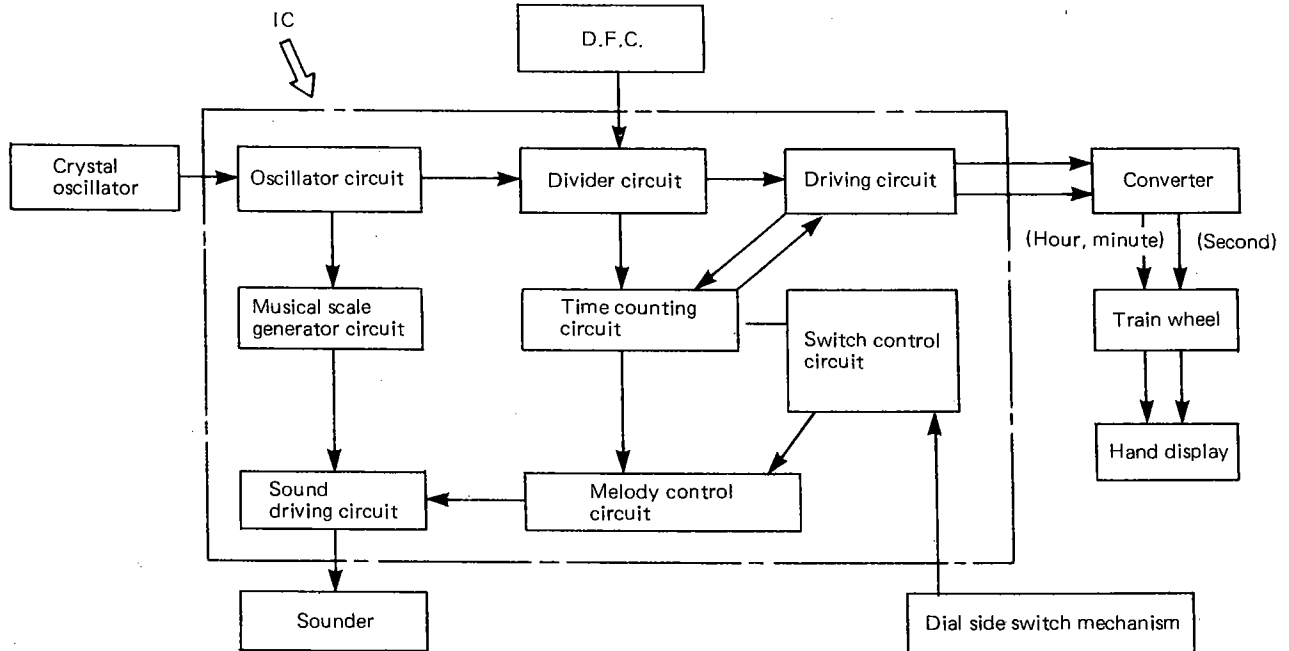 IC
D.F.C.
Crystal
oscillator
Oscillator circuit
Divider circuit
Driving circuit
Converter
(Hour, minute)
(Second)
Musical scale
generator circuit
Time counting
circuit
Switch control
circuit
Train wheel
Hand display
Sound
driving circuit
Melody control
circuit
Sounder
Dial side switch mechanism